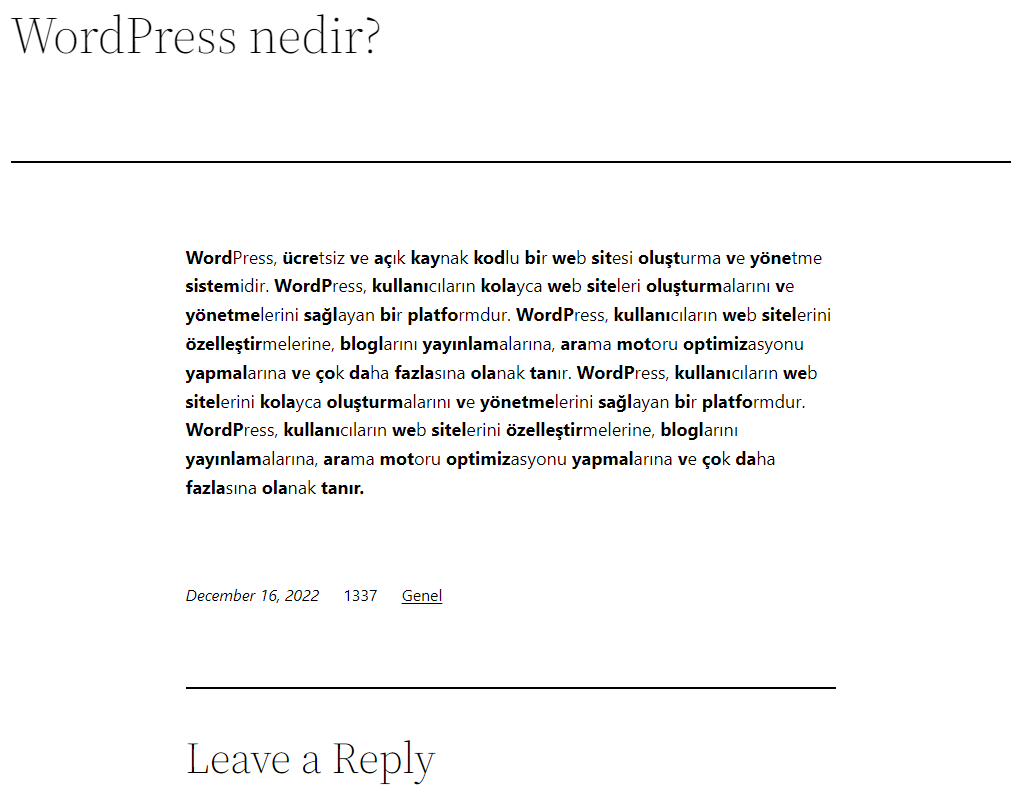 WordPress nedir?
WordPress, ücretsiz ve açık kaynak kodlu bir web sitesi oluşturma ve yönetme
sistemidir. WordPress, kullanıcıların kolayca web siteleri oluşturmalarını ve
yönetmelerini sağlayan bir platformdur. WordPress, kullanıcıların web sitelerini
özelleştirmelerine, bloglarını yayınlamalarına, arama motoru optimizasyonu
yapmalarına ve çok daha fazlasına olanak tanır. WordPress, kullanıcıların web
sitelerini kolayca oluşturmalarını ve yönetmelerini sağlayan bir platformdur.
WordPress, kullanıcıların web sitelerini özelleştirmelerine, bloglarını
yayınlamalarına, arama motoru optimizasyonu yapmalarına ve çok daha
fazlasına olanak tanır.
December 16, 2022 1337 Genel
Leave a Reply